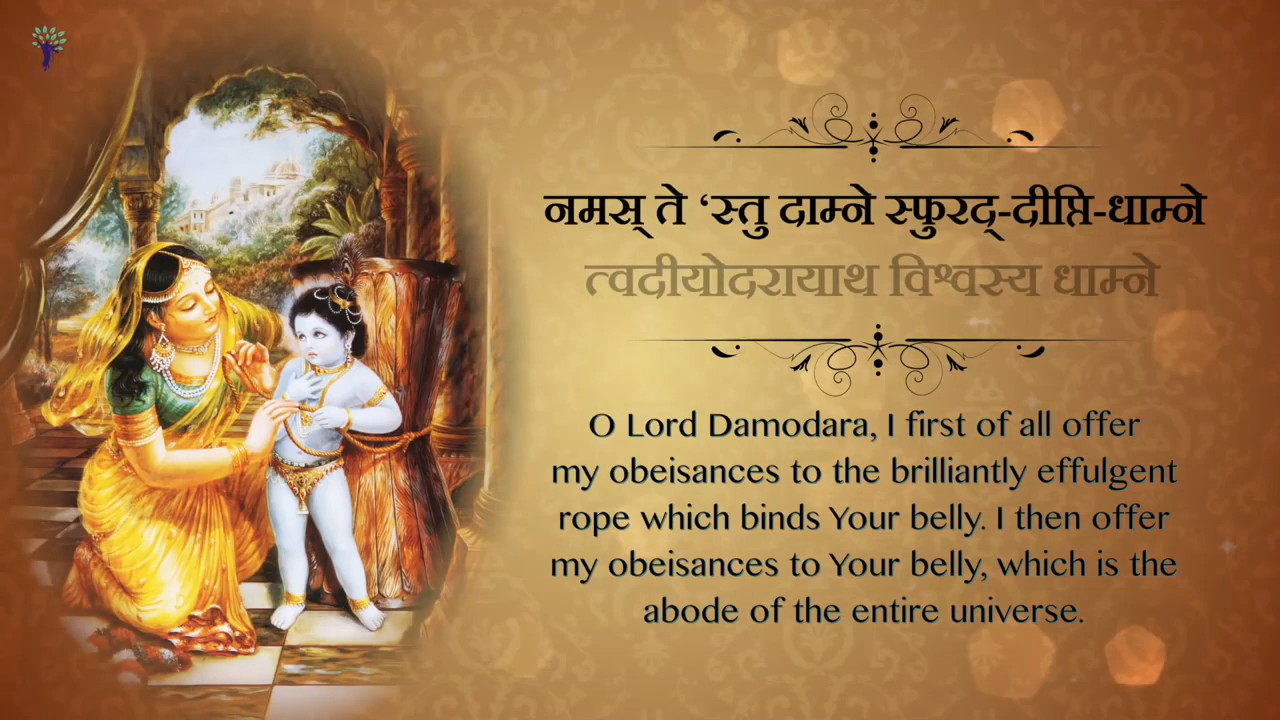 नमस् ते ‘स्तु दाम्ने स्फुरद्-दीप्ति-धाम्ने
त्वदीयोदरायाथ विश्वस्य धाम्ने
O Lord Damodara, I first of all offer
my obeisances to the brilliantly effulgent
rope which binds Your belly. I then offer
my obeisances to Your belly, which is the
abode of the entire universe.